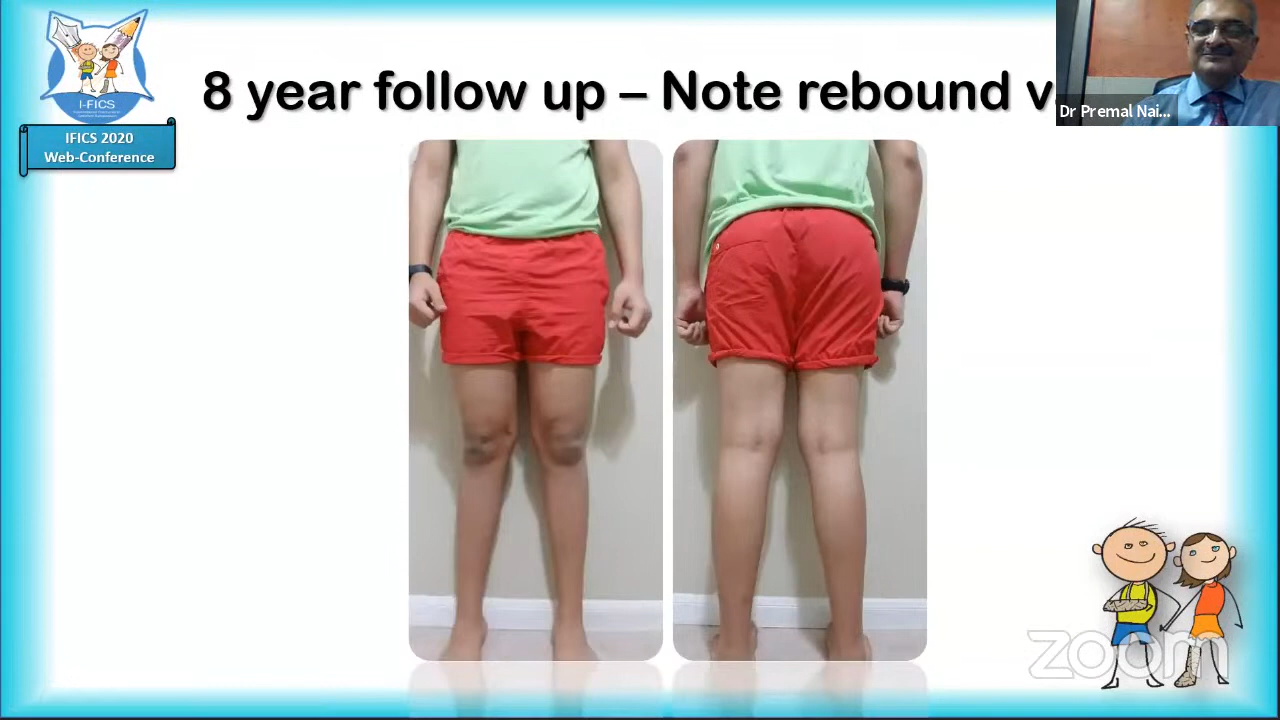 I-FICS
IFICS 2020
Web-Conference
8 year follow up – Note rebound v
Dr Premal Nai...
zoom